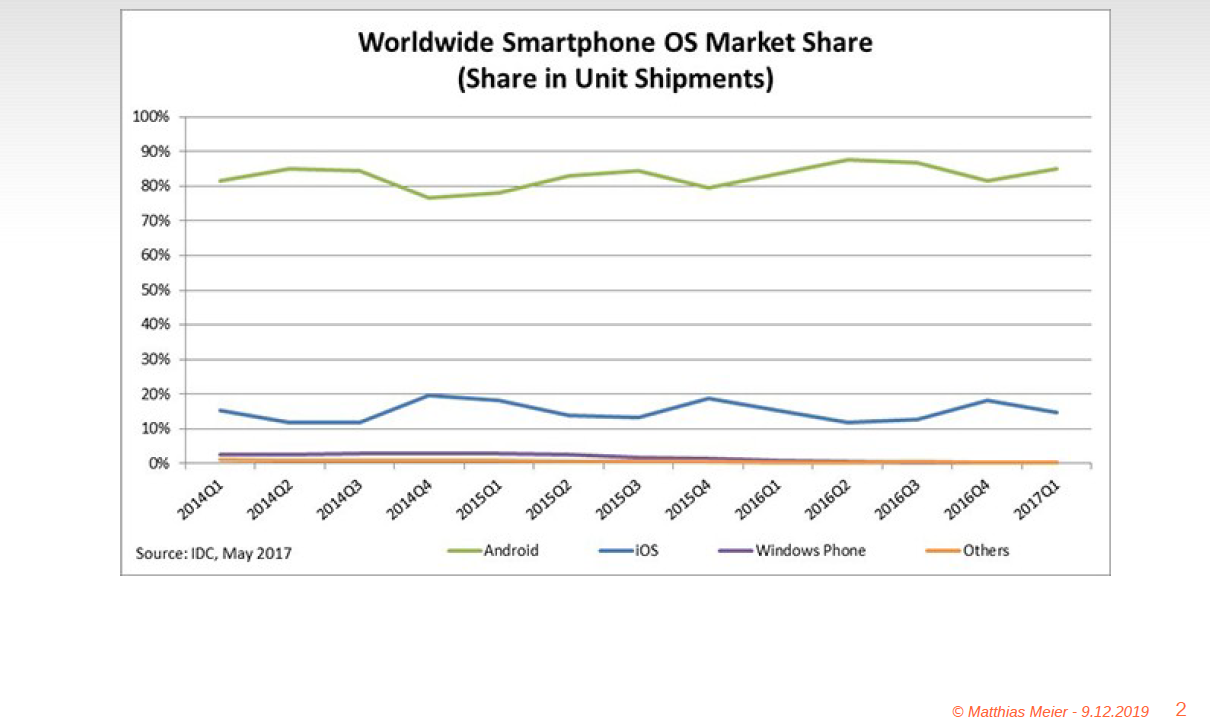 Worldwide Smartphone OS Market Share
(Share in Unit Shipments)
100%
90%
80%
70%
60%
50%
40%
30%
20%
10%
0%
2014Q1 2014Q2 2014Q3 2014Q4 2015Q1 2015Q2 2015Q3 2015Q4 2016Q1 2016Q2 2016Q3 2016Q4 2017Q1
Source: IDC, May 2017 Android iOS Windows Phone Others
© Matthias Meier - 9.12.2019 2